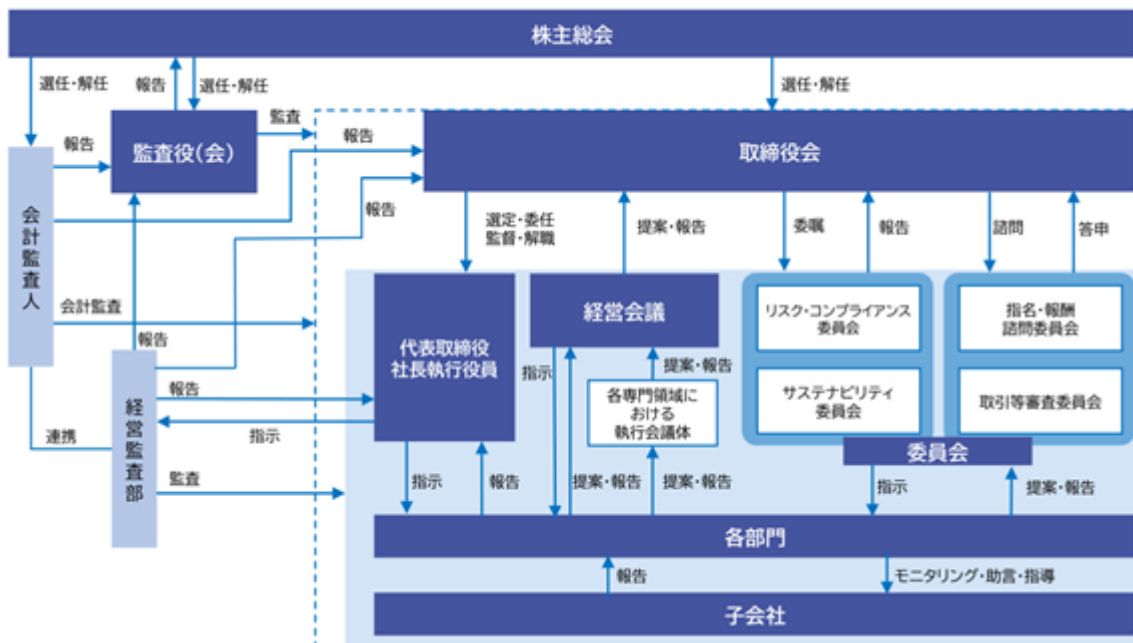 株主総会
選任・解任
報告
選任・解任
選任・解任
監査役(会)
監査
報告
報告
取締役会
会計監査人
報告
選定・委任
監督・解職
提案・報告
委嘱
報告
諮問
答申
会計監査
報告
代表取締役
社長執行役員
経営会議
リスク・コンプライアンス
委員会
指名・報酬
諮問委員会
指示
提案・報告
各専門領域に
おける
執行会議体
サステナビリティ
委員会
取引等審査委員会
経営監査部
報告
指示
連携
監査
委員会
指示
報告
提案・報告
提案・報告
指示
提案・報告
各部門
報告
モニタリング・助言・指導
子会社